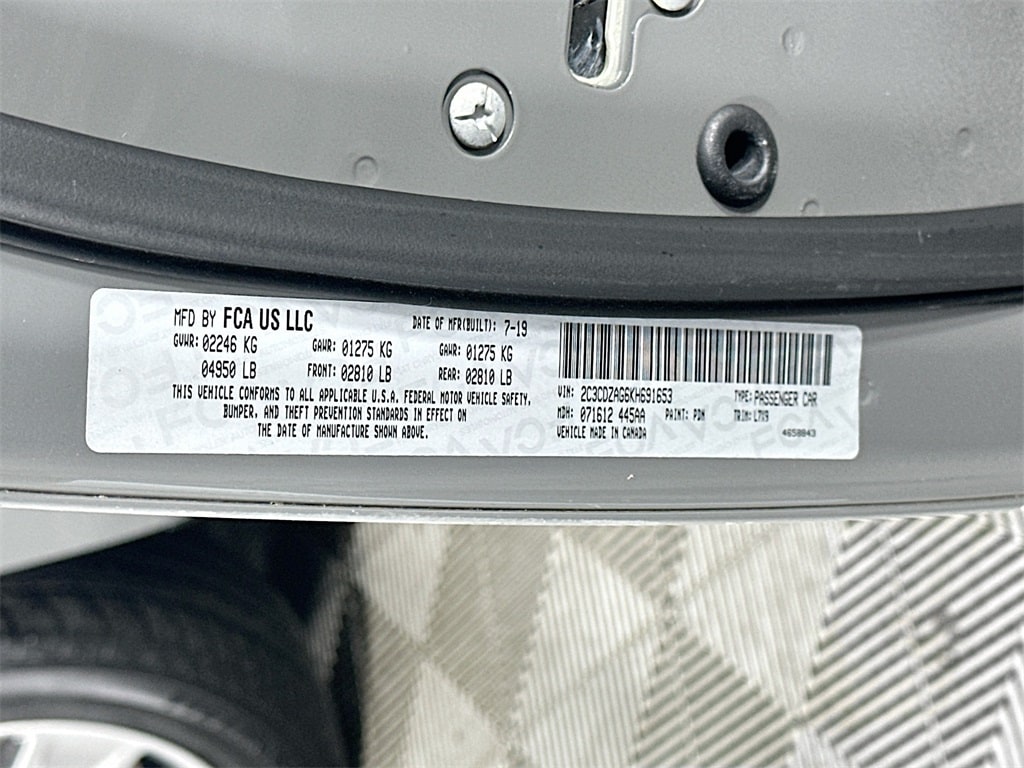 MFD BY FCA US LLC DATE OF MFR(BUILT): 7-19
GVWR: 02246 KG GAWR: 01275 KG GAWR: 01275 KG
04950 LB FRONT: 02810 LB REAR: 02810 LB
THIS VEHICLE CONFORMS TO ALL APPLICABLE U.S.A. FEDERAL MOTOR VEHICLE SAFETY,
BUMPER, AND THEFT PREVENTION STANDARDS IN EFFECT ON
THE DATE OF MANUFACTURE SHOWN ABOVE.
VIN: 2C3CDZAG6KH691653 TYPE: PASSENGER CAR
MDH: 071612 445AA PAINT: PDN TRIM: L7X9
VEHICLE MADE IN CANADA 4658843